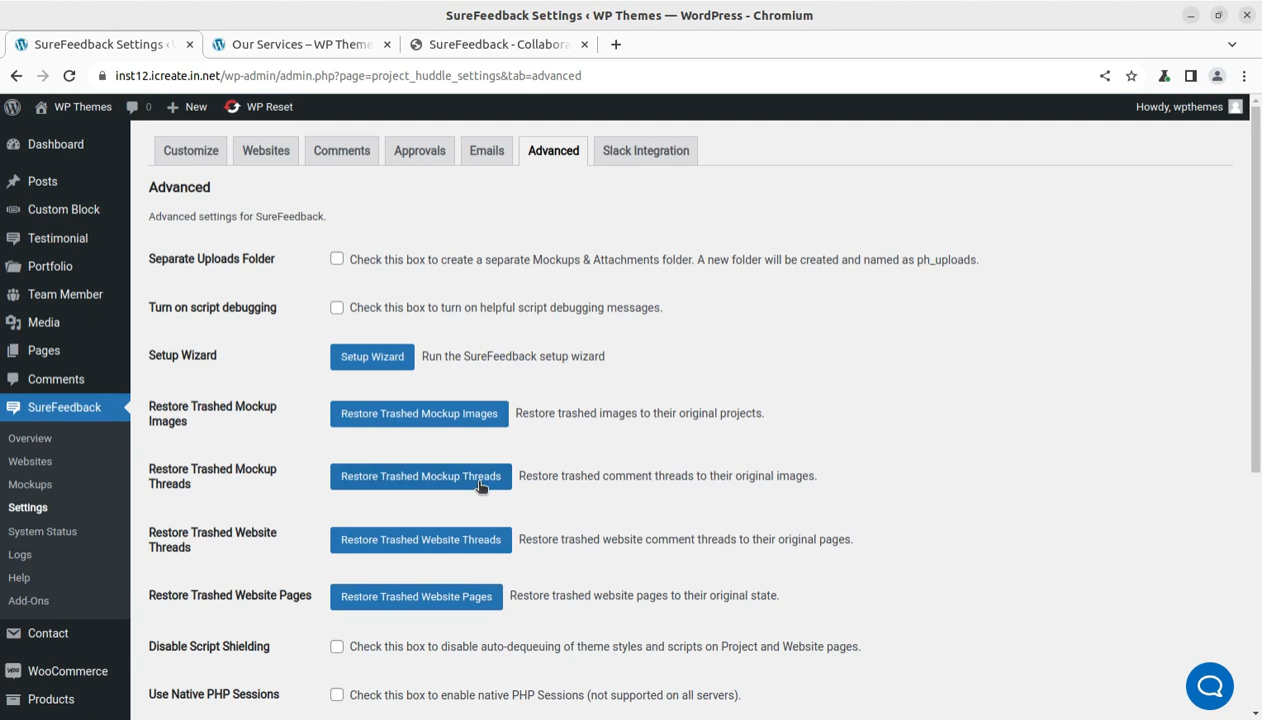 SureFeedback Settings ‹ WP Themes — WordPress - Chromium
SureFeedback Settings ‹
Our Services – WP Theme
SureFeedback - Collabora
inst12.icreate.in.net/wp-admin/admin.php?page=project_huddle_settings&tab=advanced
WP Themes
0
New
WP Reset
Howdy, wpthemes
Dashboard
Posts
Custom Block
Testimonial
Portfolio
Team Member
Media
Pages
Comments
SureFeedback
Overview
Websites
Mockups
Settings
System Status
Logs
Help
Add-Ons
Contact
WooCommerce
Products
Customize
Websites
Comments
Approvals
Emails
Advanced
Slack Integration
Advanced
Advanced settings for SureFeedback.
Separate Uploads Folder
Check this box to create a separate Mockups & Attachments folder. A new folder will be created and named as ph_uploads.
Turn on script debugging
Check this box to turn on helpful script debugging messages.
Setup Wizard
Setup Wizard
Run the SureFeedback setup wizard
Restore Trashed Mockup
Images
Restore Trashed Mockup Images
Restore trashed images to their original projects.
Restore Trashed Mockup
Threads
Restore Trashed Mockup Threads
Restore trashed comment threads to their original images.
Restore Trashed Website
Threads
Restore Trashed Website Threads
Restore trashed website comment threads to their original pages.
Restore Trashed Website Pages
Restore Trashed Website Pages
Restore trashed website pages to their original state.
Disable Script Shielding
Check this box to disable auto-dequeuing of theme styles and scripts on Project and Website pages.
Use Native PHP Sessions
Check this box to enable native PHP Sessions (not supported on all servers).